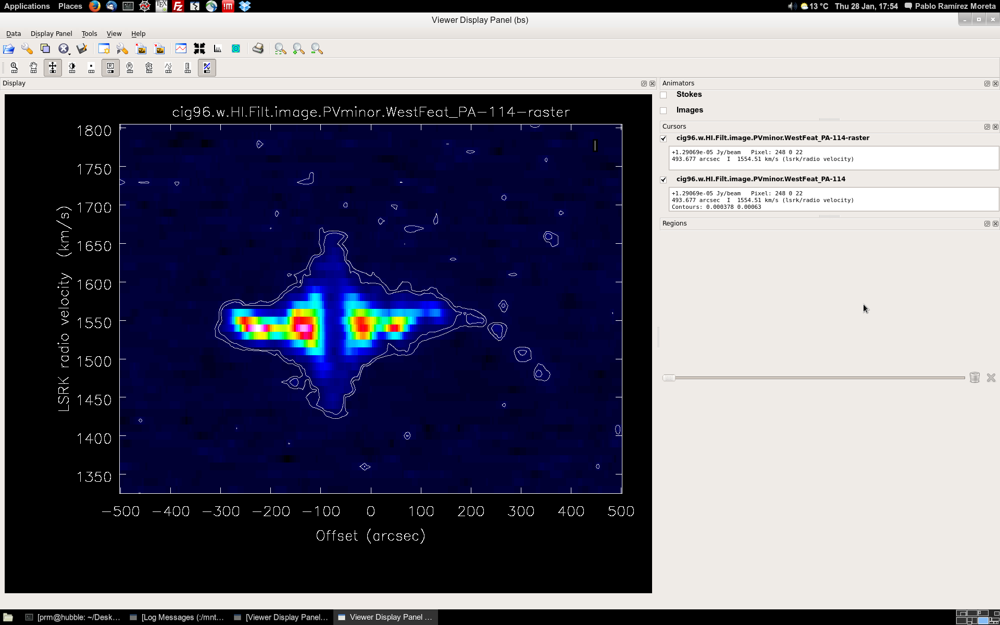 Applications Places 13 °C Thu 28 Jan, 17:54 Pablo Ramírez Moreta
Viewer Display Panel (bs)
Data Display Panel Tools View Help
Display
Animators
Stokes
Images
Cursors
cig96.w.HI.Filt.image.PVminor.WestFeat_PA-114-raster
+1.29069e-05 Jy/beam Pixel: 248 0 22
493.677 arcsec I 1554.51 km/s (lsrk/radio velocity)
cig96.w.HI.Filt.image.PVminor.WestFeat_PA-114
+1.29069e-05 Jy/beam Pixel: 248 0 22
493.677 arcsec I 1554.51 km/s (lsrk/radio velocity)
Contours: 0.000378 0.00063
Regions
cig96.w.HI.Filt.image.PVminor.WestFeat_PA-114-raster
LSRK radio velocity (km/s)
1800
1750
1700
1650
1600
1550
1500
1450
1400
1350
-500 -400 -300 -200 -100 0 100 200 300 400 500
Offset (arcsec)
[prm@hubble: ~/Desk... [Log Messages (:/mnt... [Viewer Display Panel... Viewer Display Panel ...